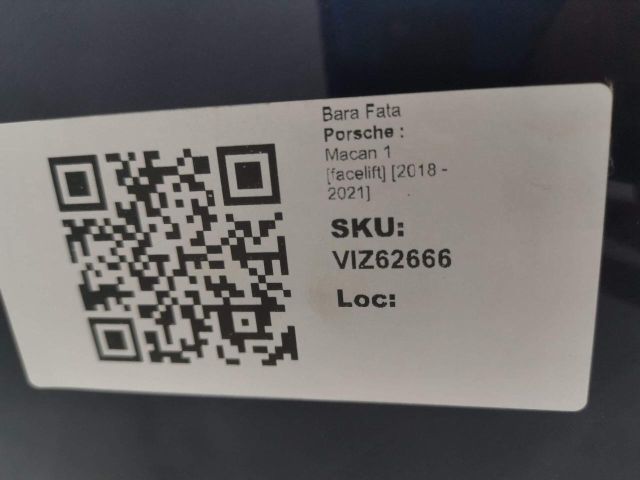 Bara Fata
Porsche :
Macan 1
[facelift] [2018 -
2021]
SKU:
VIZ62666
Loc: